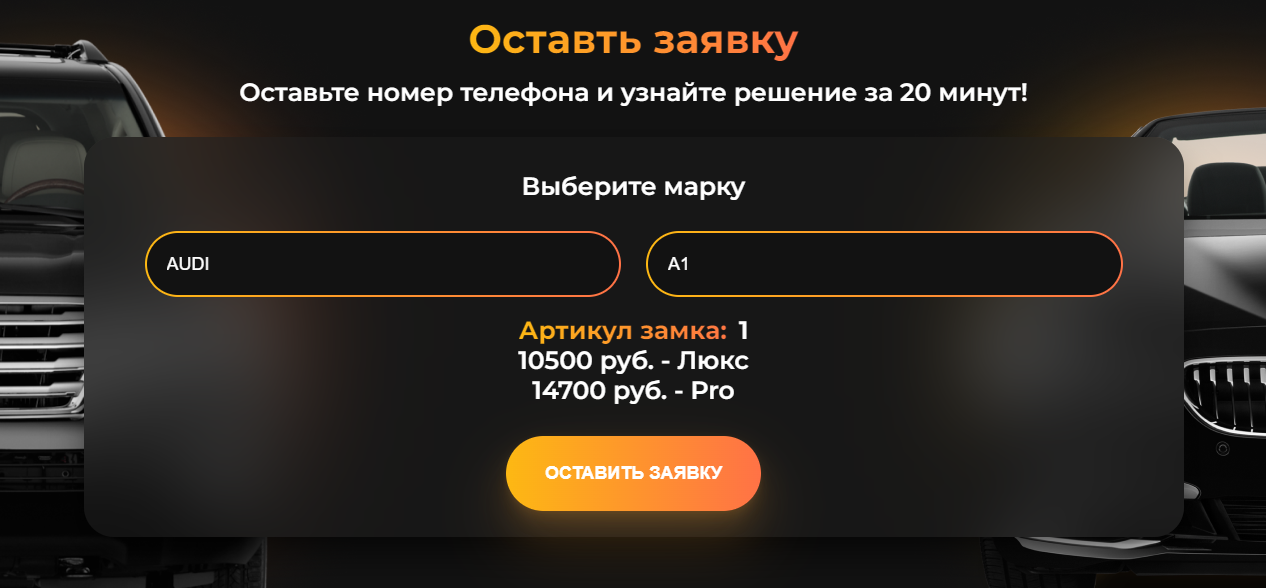 Оставть заявку
Оставьте номер телефона и узнайте решение за 20 минут!
Выберите марку
AUDI
A1
Артикул замка: 1
10500 руб. - Люкс
14700 руб. - Pro
ОСТАВИТЬ ЗАЯВКУ